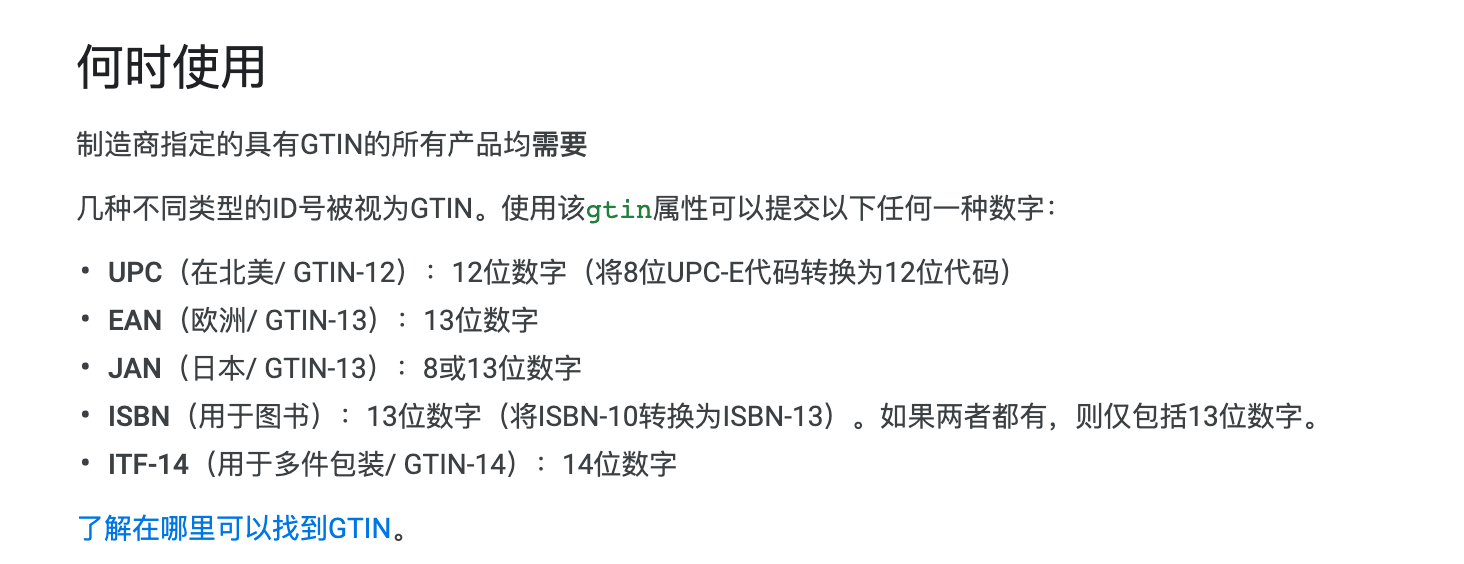 何时使用
制造商指定的具有GTIN的所有产品均需要
几种不同类型的ID号被视为GTIN。使用该gtin属性可以提交以下任何一种数字：
• UPC（在北美/ GTIN-12）：12位数字（将8位UPC-E代码转换为12位代码）
• EAN（欧洲/ GTIN-13）：13位数字
• JAN（日本/ GTIN-13）：8或13位数字
• ISBN（用于图书）：13位数字（将ISBN-10转换为ISBN-13）。如果两者都有，则仅包括13位数字。
• ITF-14（用于多件包装/ GTIN-14）：14位数字
了解在哪里可以找到GTIN。